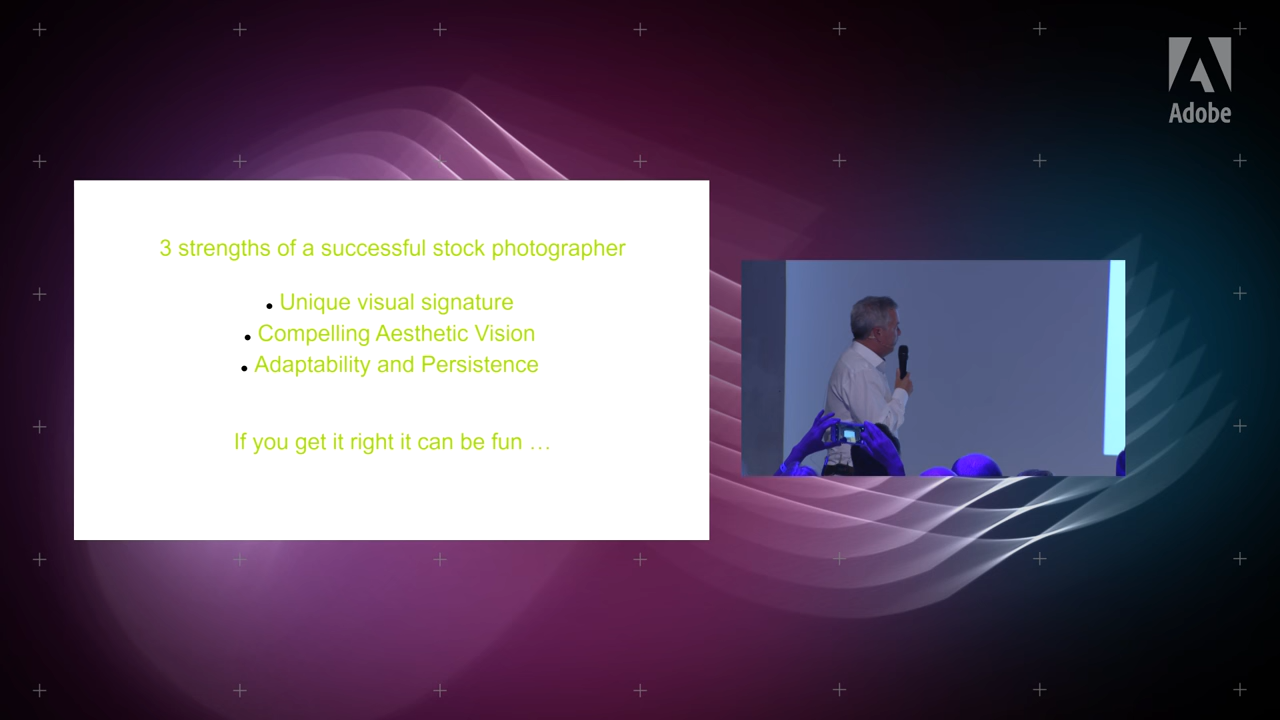 3 strengths of a successful stock photographer
• Unique visual signature
• Compelling Aesthetic Vision
• Adaptability and Persistence
If you get it right it can be fun …
Adobe